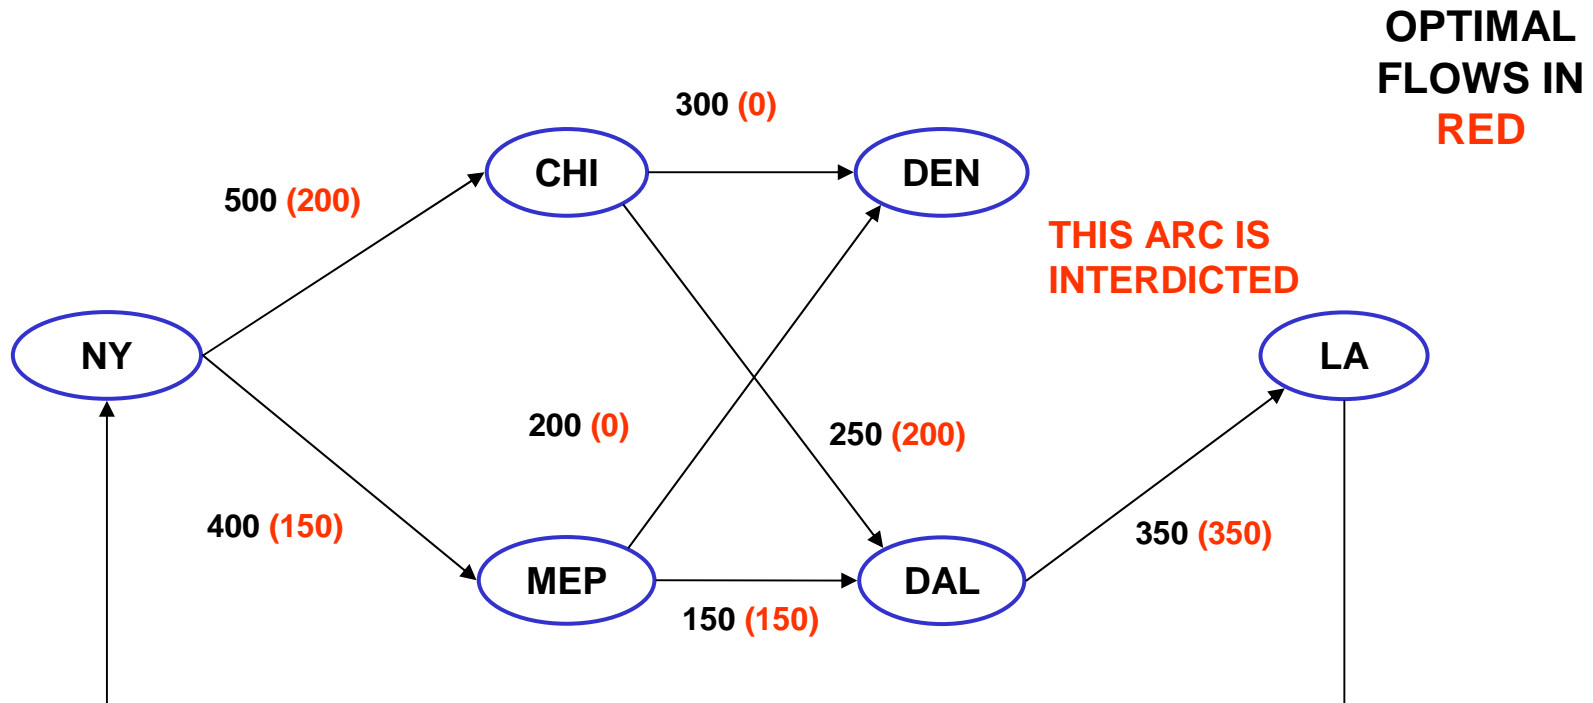 OPTIMAL
FLOWS IN
RED
300 (0)
CHI
DEN
500 (200)
THIS ARC IS
INTERDICTED
NY
LA
200 (0)
250 (200)
400 (150)
350 (350)
MEP
DAL
150 (150)